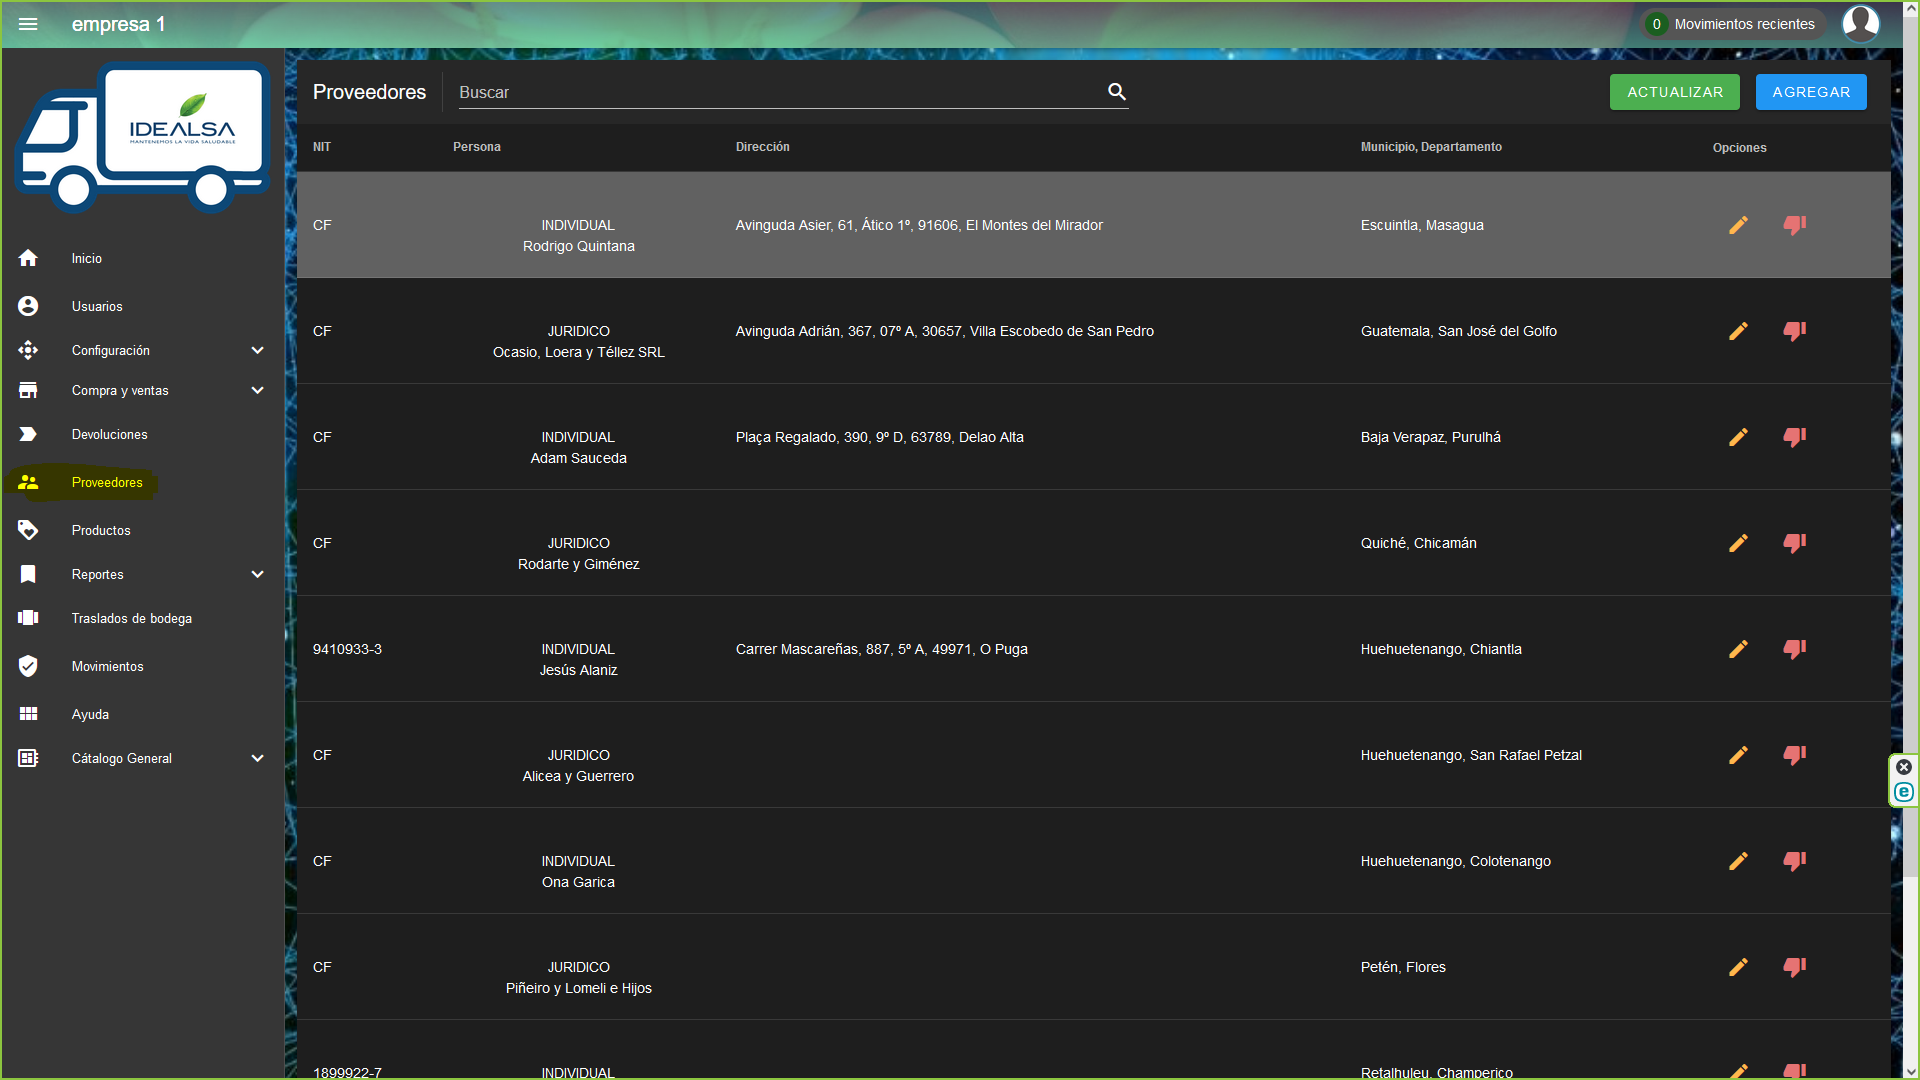 empresa 1
0 Movimientos recientes
IDEALSA
MANTENEMOS LA VIDA SALUDABLE
Inicio
Usuarios
Configuración
Compra y ventas
Devoluciones
Proveedores
Productos
Reportes
Traslados de bodega
Movimientos
Ayuda
Cátalogo General
Proveedores
Buscar
ACTUALIZAR
AGREGAR
NIT Persona Dirección Municipio, Departamento Opciones
CF INDIVIDUAL Avinguda Asier, 61, Ático 1º, 91606, El Montes del Mirador Escuintla, Masagua
Rodrigo Quintana
CF JURIDICO Avinguda Adrián, 367, 07º A, 30657, Villa Escobedo de San Pedro Guatemala, San José del Golfo
Ocasio, Loera y Téllez SRL
CF INDIVIDUAL Plaça Regalado, 390, 9º D, 63789, Delao Alta Baja Verapaz, Purulhá
Adam Sauceda
CF JURIDICO Quiché, Chicamán
Rodarte y Giménez
9410933-3 INDIVIDUAL Carrer Mascareñas, 887, 5º A, 49971, O Puga Huehuetenango, Chiantla
Jesús Alaniz
CF JURIDICO Huehuetenango, San Rafael Petzal
Alicea y Guerrero
CF INDIVIDUAL Huehuetenango, Colotenango
Ona Garica
CF JURIDICO Petén, Flores
Piñeiro y Lomeli e Hijos
1899922-7 INDIVIDUAL Retalhuleu, Champerico